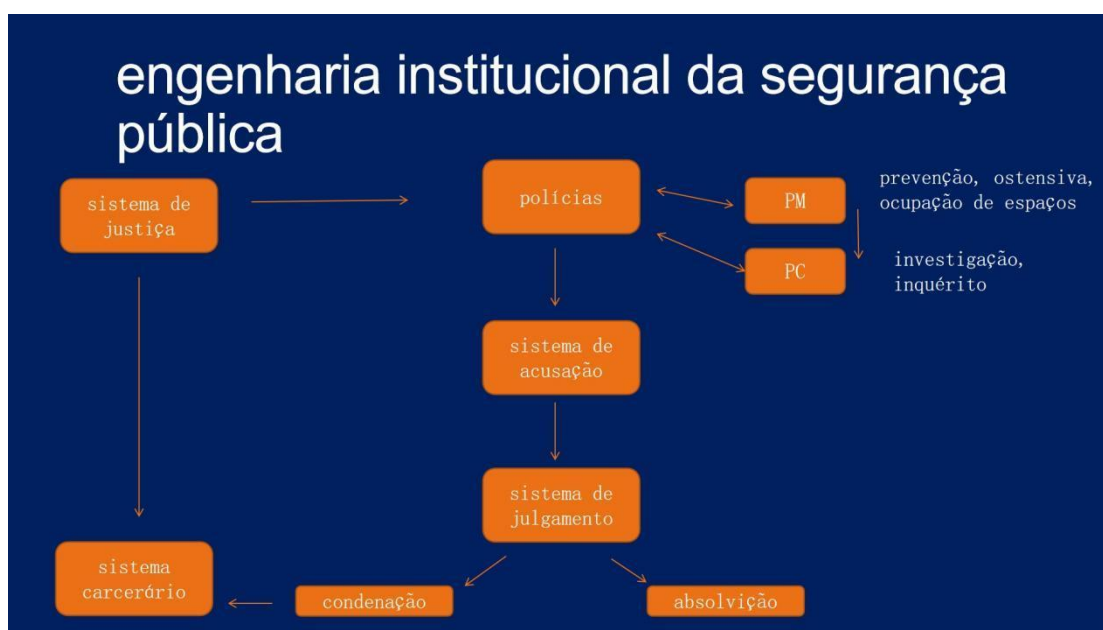 engenharia institucional da segurança
pública
sistema de
justiça
polícias
PM
prevenção, ostensiva,
ocupação de espaços
PC
investigação,
inquérito
sistema de
acusação
sistema de
julgamento
sistema
carcerário
condenação
absolvição